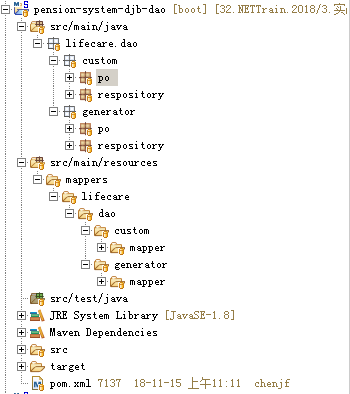 pension-system-djb-dao [boot] [32.NETTrain.2018/3.实
src/main/java
lifecare.dao
custom
po
respository
generator
po
respository
src/main/resources
mappers
lifecare
dao
custom
mapper
generator
mapper
src/test/java
JRE System Library [JavaSE-1.8]
Maven Dependencies
src
target
pom.xml 7137 18-11-15 上午11:11 chenjf